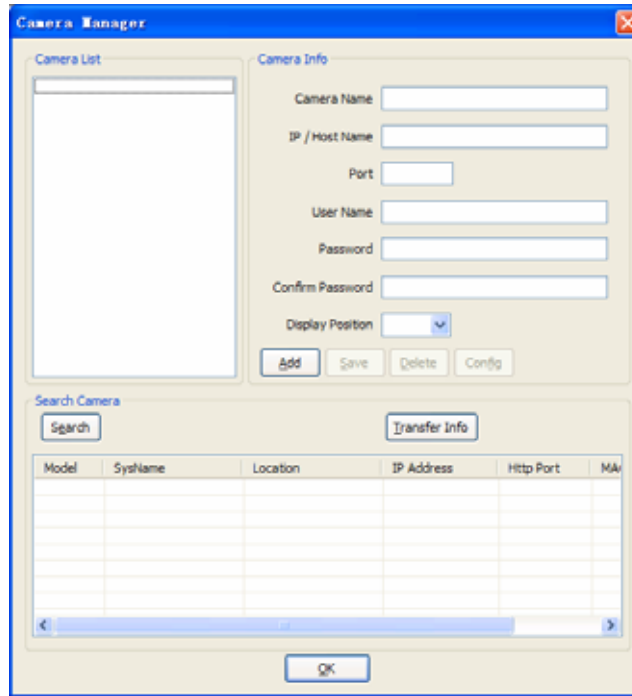 Camera Manager
Camera List
Camera Info
Camera Name
IP / Host Name
Port
User Name
Password
Confirm Password
Display Position
Add Save Delete Config
Search Camera
Search Transfer Info
Model SysName Location IP Address Http Port
OK